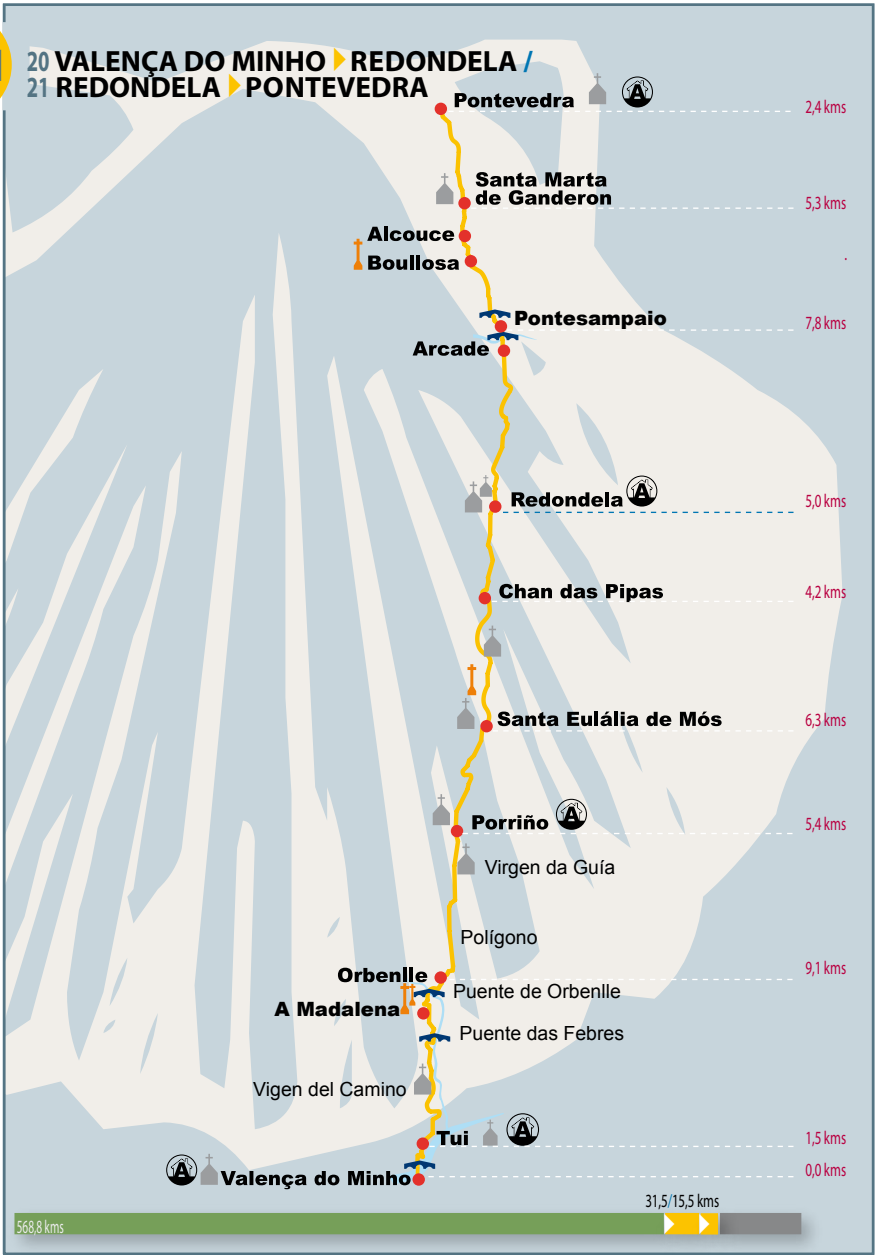 20 VALENÇA DO MINHO REDONDELA /
21 REDONDELA PONTEVEDRA
Pontevedra A
2,4 kms
Santa Marta
de Ganderon
5,3 kms
Alcouce
Boullosa
.
Pontesampaio
7,8 kms
Arcade
Redondela A
5,0 kms
Chan das Pipas
4,2 kms
Santa Eulália de Mós
6,3 kms
Porriño A
5,4 kms
Virgen da Guía
Polígono
Orbenlle
9,1 kms
Puente de Orbenlle
A Madalena
Puente das Febres
Vigen del Camino
Tui A
1,5 kms
A Valença do Minho
0,0 kms
31,5/15,5 kms
568,8 kms